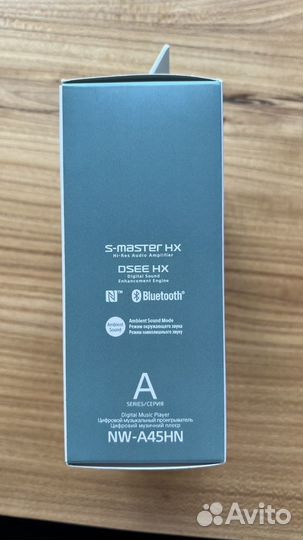 S-MASTER HX
Hi-Res Audio Amplifier
DSEE HX
Digital Sound
Enhancement Engine
N™ Bluetooth®
Ambient Sound
Ambient Sound Mode
Режим окружающего звука
Режим навколишнього звуку
A
SERIES/СЕРИЯ
Digital Music Player
Цифровой музыкальный проигрыватель
Цифровий музичний плеєр
NW-A45HN
Avito